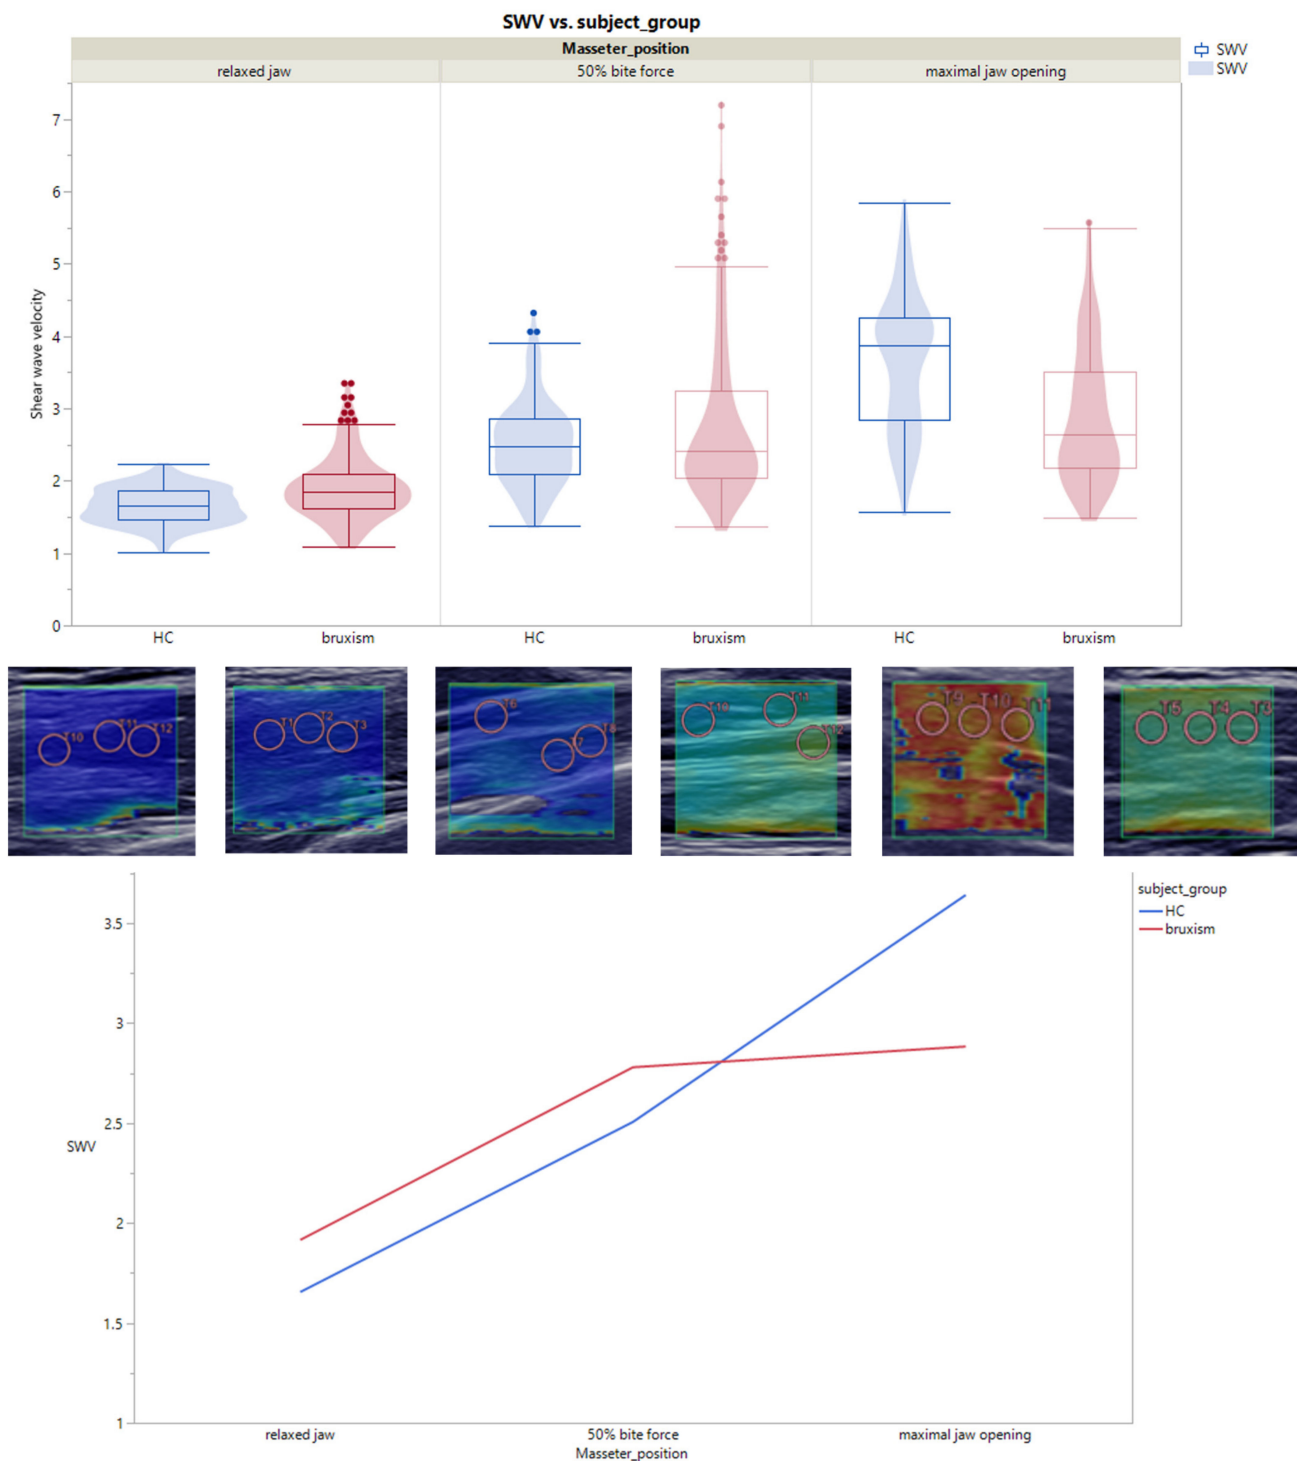 SWV vs. subject_group
Masseter_position
relaxed jaw 50% bite force maximal jaw opening
SWV
SWV
Shear wave velocity
7
6
5
4
3
2
1
0
HC bruxism HC bruxism HC bruxism
T10 T11 T12
T1 T2 T3
T6 T7 T8
T10 T11 T12
T9 T10 T11
T5 T4 T3
subject_group
HC
bruxism
SWV
3.5
3
2.5
2
1.5
1
relaxed jaw 50% bite force maximal jaw opening
Masseter_position